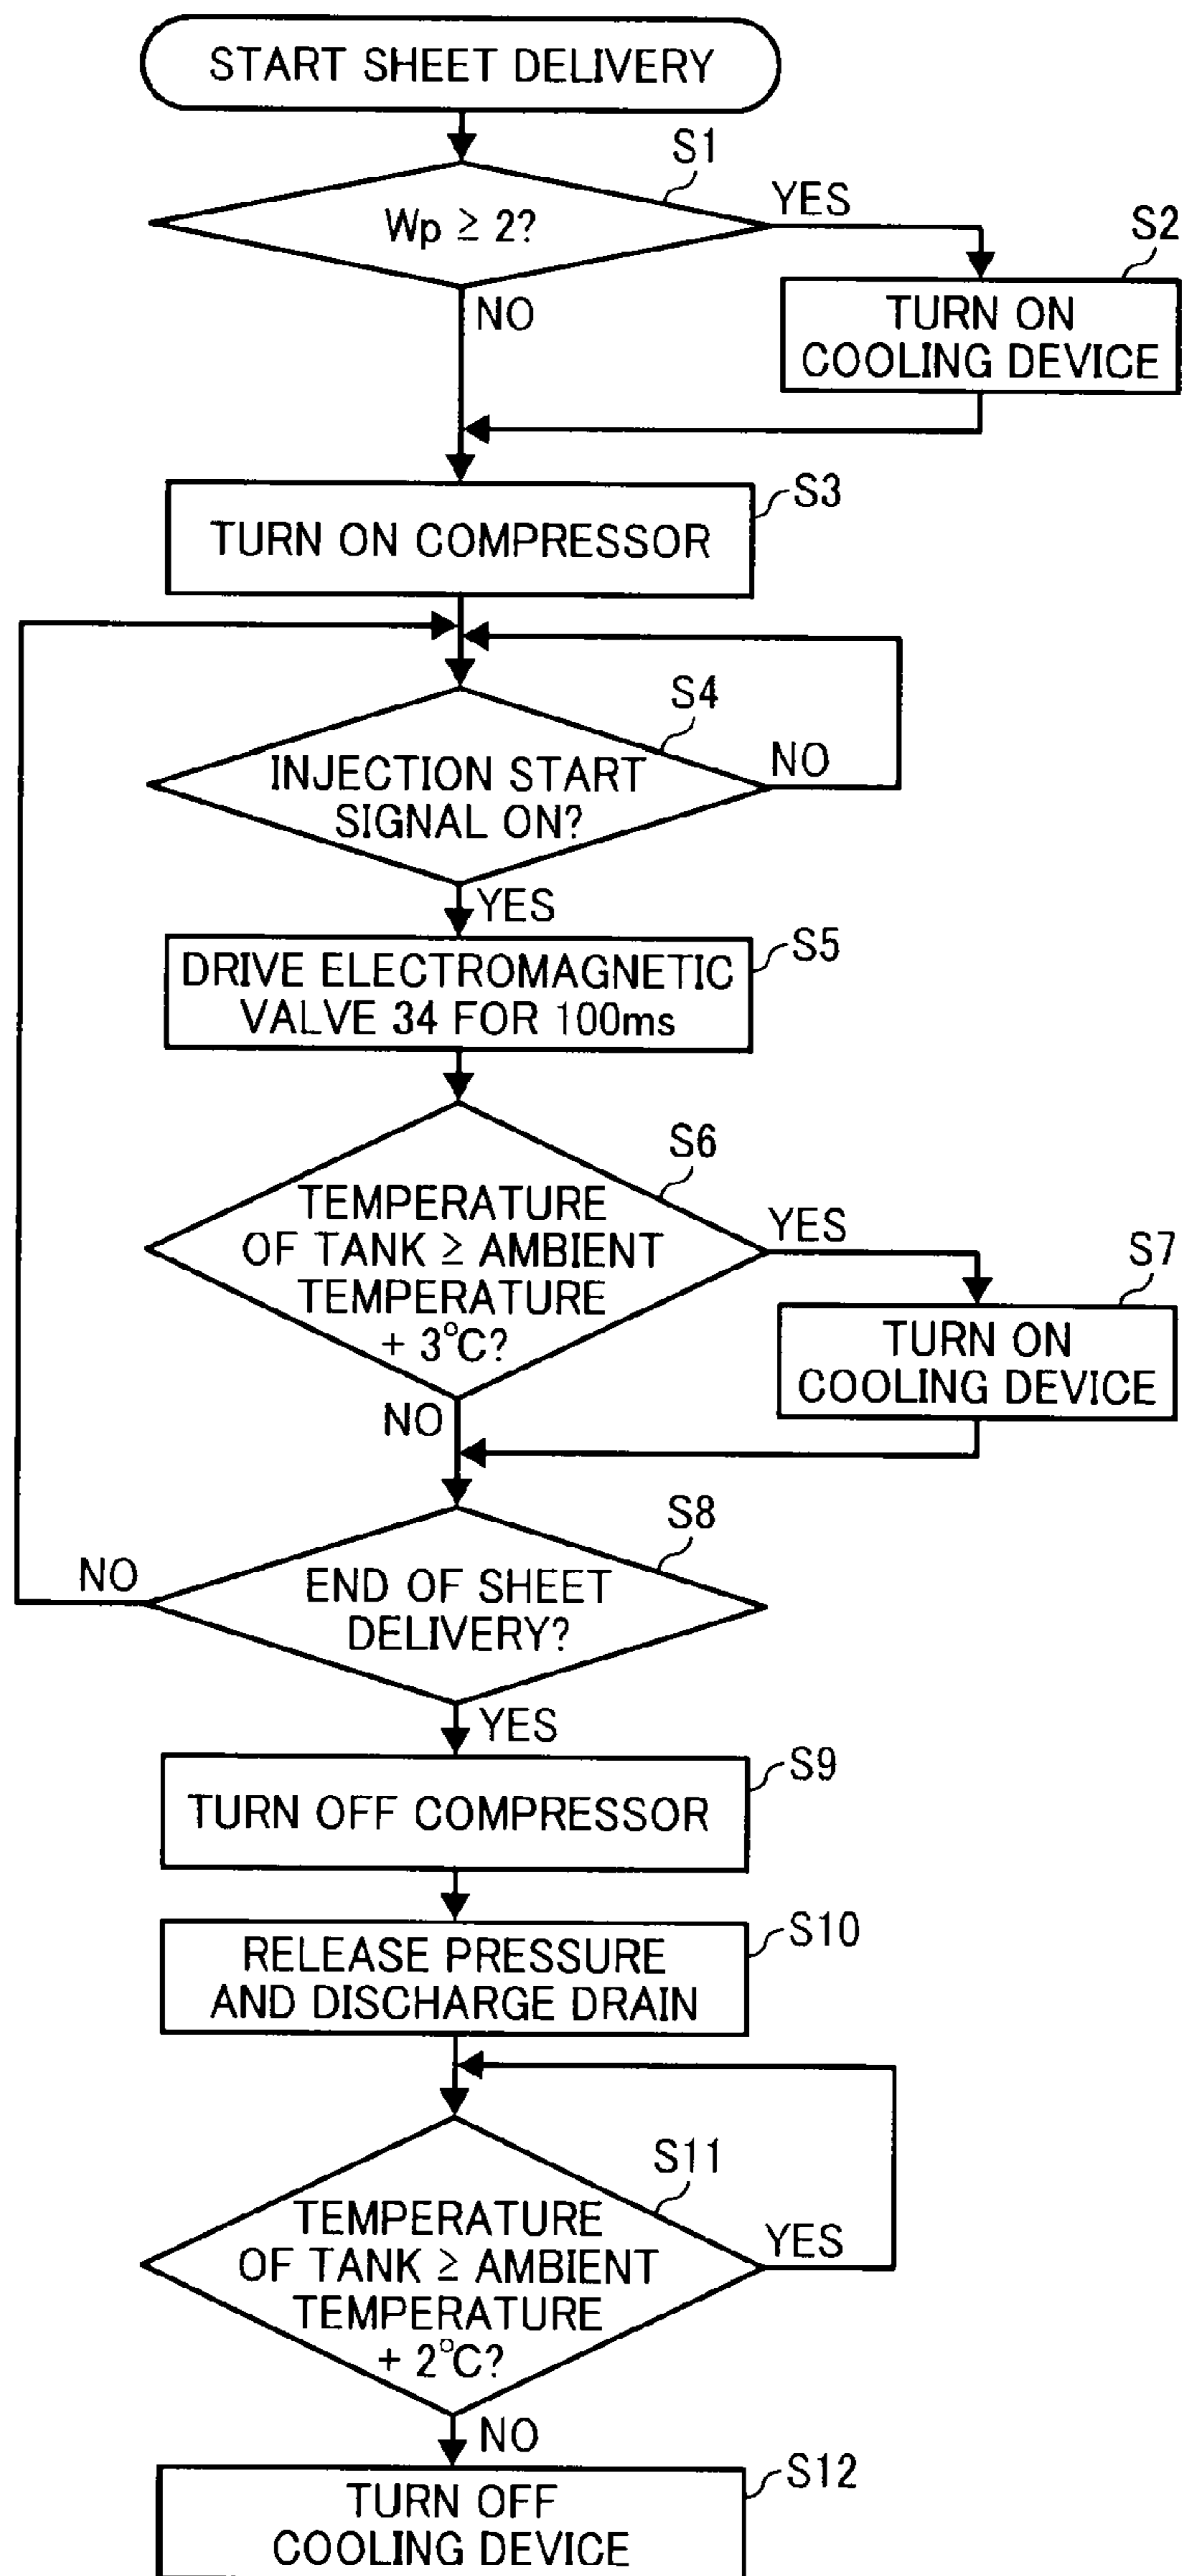 START SHEET DELIVERY
S1
Wp ≥ 2?
YES
S2
TURN ON
COOLING DEVICE
NO
S3
TURN ON COMPRESSOR
S4
INJECTION START
SIGNAL ON?
NO
YES
S5
DRIVE ELECTROMAGNETIC
VALVE 34 FOR 100ms
S6
TEMPERATURE
OF TANK ≥ AMBIENT
TEMPERATURE
+ 3°C?
YES
S7
TURN ON
COOLING DEVICE
NO
S8
END OF SHEET
DELIVERY?
NO
YES
S9
TURN OFF COMPRESSOR
S10
RELEASE PRESSURE
AND DISCHARGE DRAIN
S11
TEMPERATURE
OF TANK ≥ AMBIENT
TEMPERATURE
+ 2°C?
YES
NO
S12
TURN OFF
COOLING DEVICE